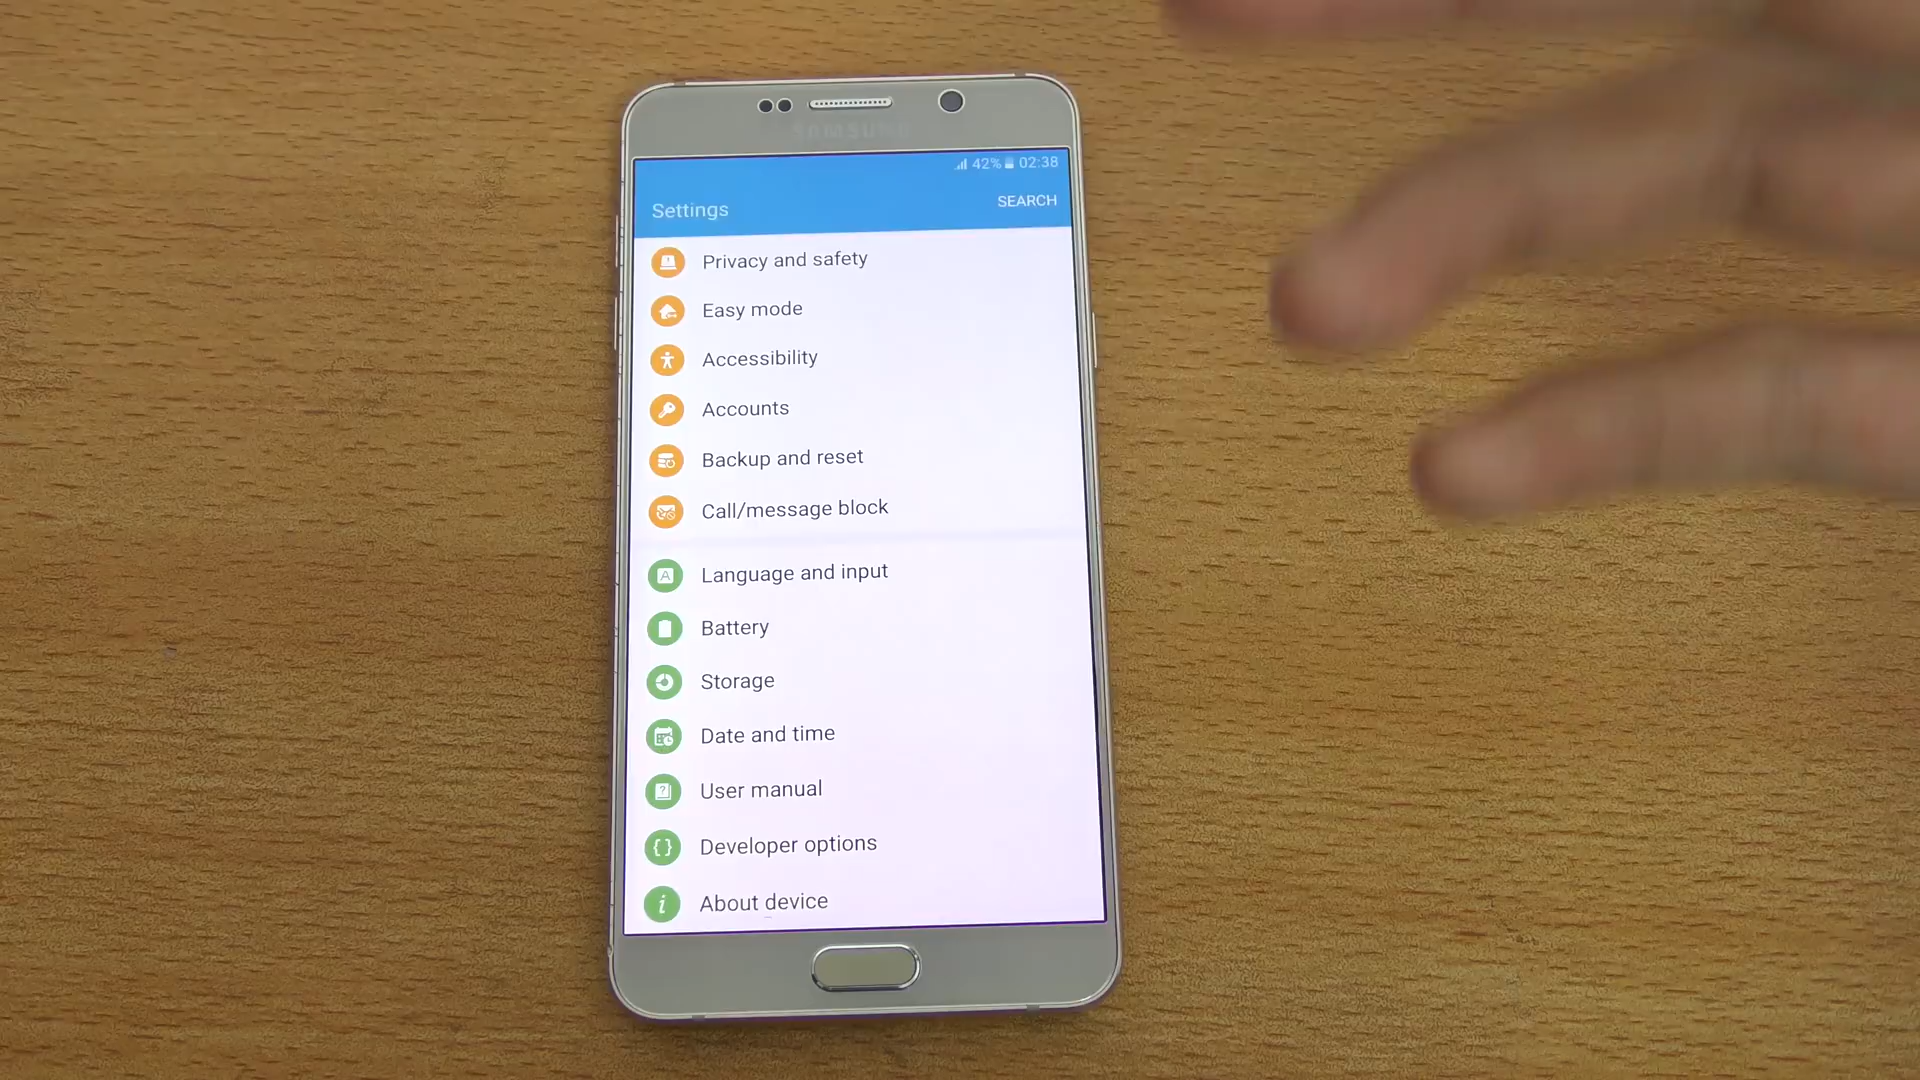 SAMSUNG
42% 02:38
Settings
SEARCH
Privacy and safety
Easy mode
Accessibility
Accounts
Backup and reset
Call/message block
Language and input
Battery
Storage
Date and time
User manual
Developer options
About device